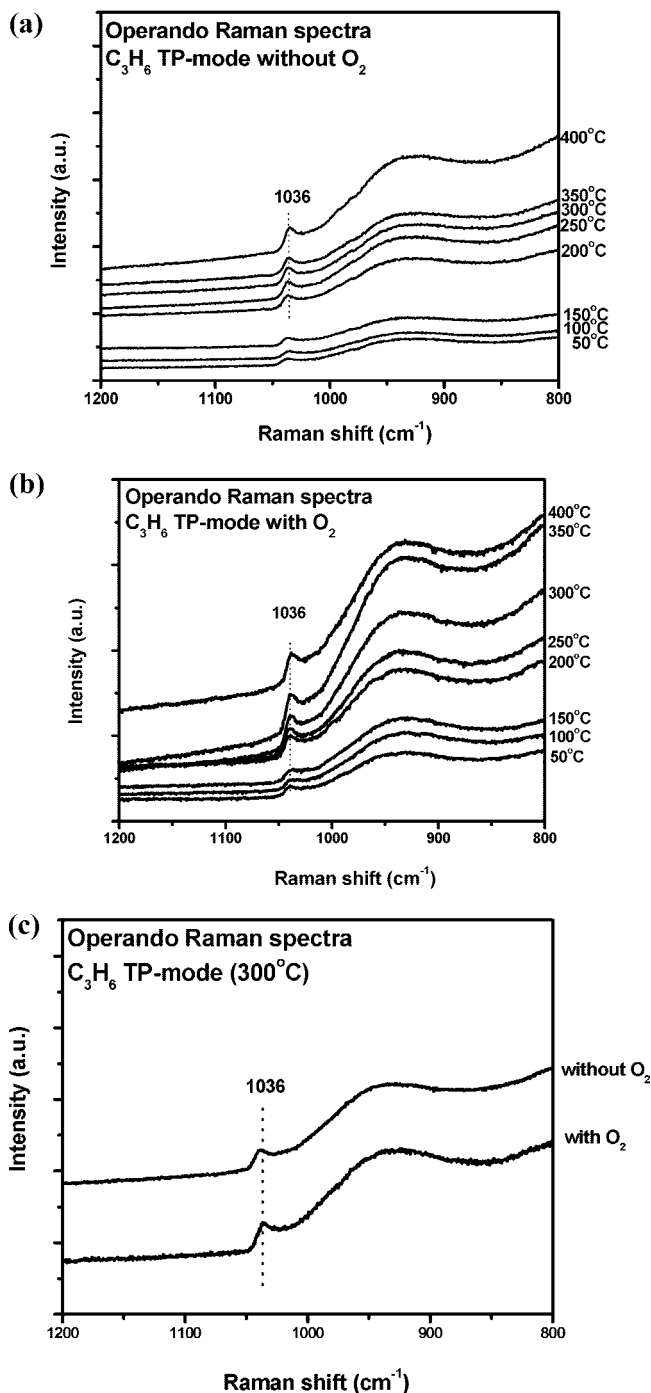 (a)
Operando Raman spectra
C₃H₆ TP-mode without O₂
400°C
1036
350°C
300°C
250°C
200°C
150°C
100°C
50°C
Intensity (a.u.)
1200 1100 1000 900 800
Raman shift (cm⁻¹)
(b)
Operando Raman spectra
C₃H₆ TP-mode with O₂
400°C
350°C
1036
300°C
250°C
200°C
150°C
100°C
50°C
Intensity (a.u.)
1200 1100 1000 900 800
Raman shift (cm⁻¹)
(c)
Operando Raman spectra
C₃H₆ TP-mode (300°C)
1036
without O₂
with O₂
Intensity (a.u.)
1200 1100 1000 900 800
Raman shift (cm⁻¹)